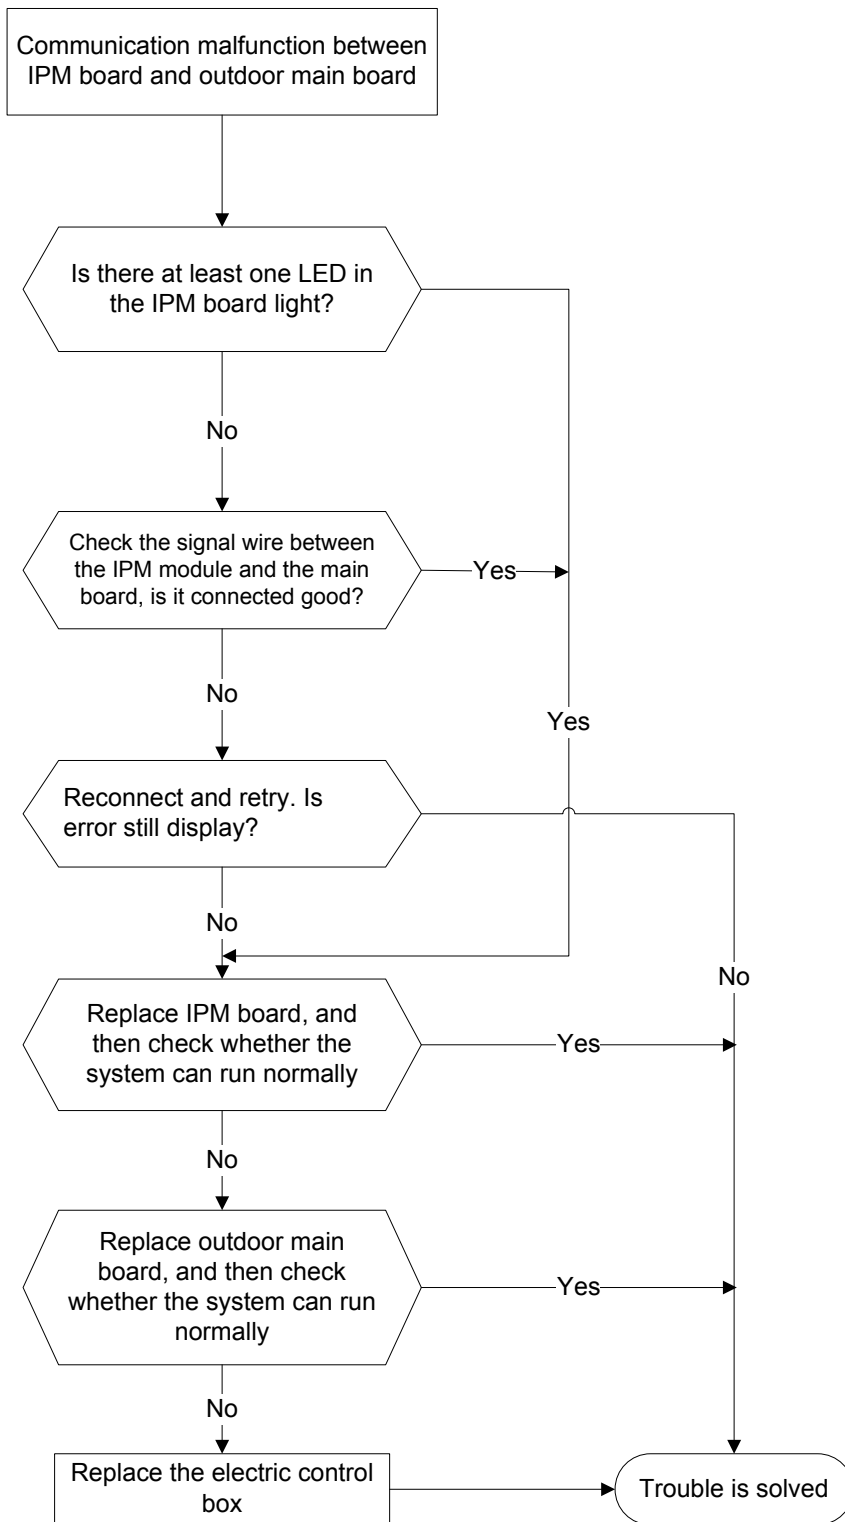 Communication malfunction between
IPM board and outdoor main board
Is there at least one LED in
the IPM board light?
No
Check the signal wire between
the IPM module and the main
board, is it connected good?
Yes
No
Yes
Reconnect and retry. Is
error still display?
No
No
Replace IPM board, and
then check whether the
system can run normally
Yes
No
Replace outdoor main
board, and then check
whether the system can run
normally
Yes
No
Replace the electric control
box
Trouble is solved